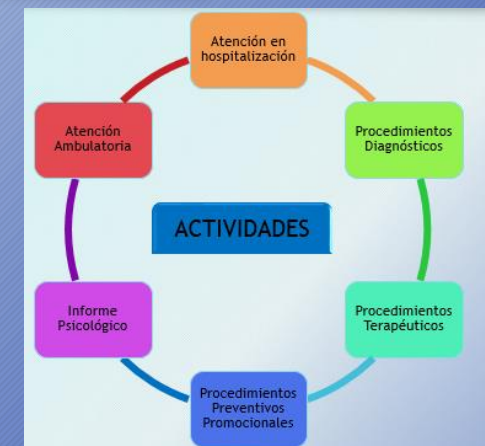 Atención en
hospitalización
Procedimientos
Diagnósticos
Procedimientos
Terapéuticos
Procedimientos
Preventivos
Promocionales
Informe
Psicológico
Atención
Ambulatoria
ACTIVIDADES